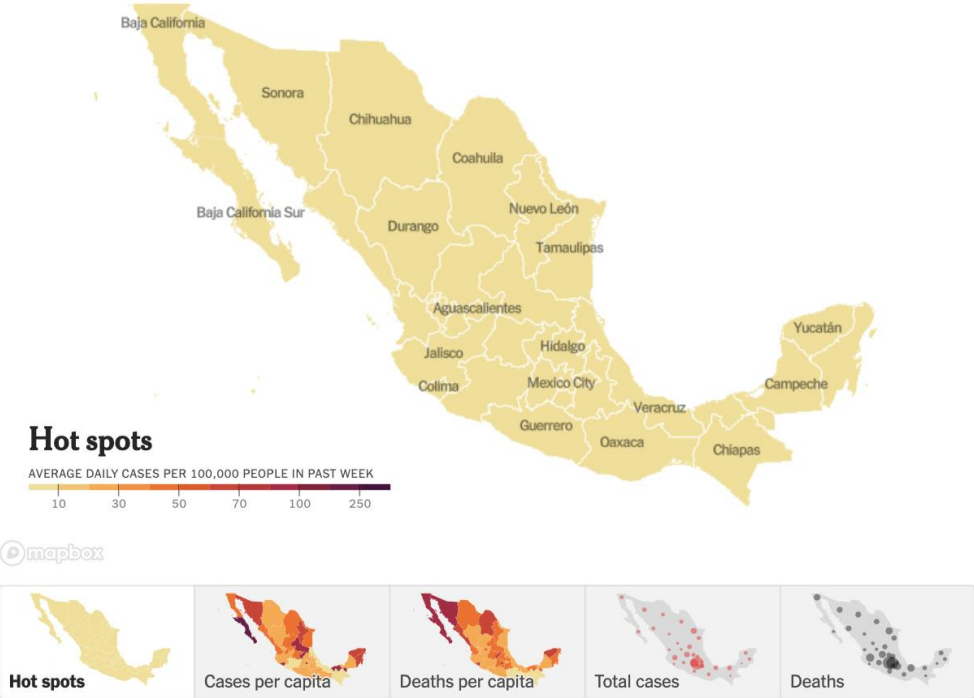 Baja California
Sonora
Chihuahua
Coahuila
Baja California Sur
Nuevo León
Durango
Tamaulipas
Aguascalientes
Yucatán
Jalisco
Hidalgo
Colima
Mexico City
Campeche
Veracruz
Guerrero
Oaxaca
Chiapas
Hot spots
AVERAGE DAILY CASES PER 100,000 PEOPLE IN PAST WEEK
10 30 50 70 100 250
mapbox
Hot spots
Cases per capita
Deaths per capita
Total cases
Deaths